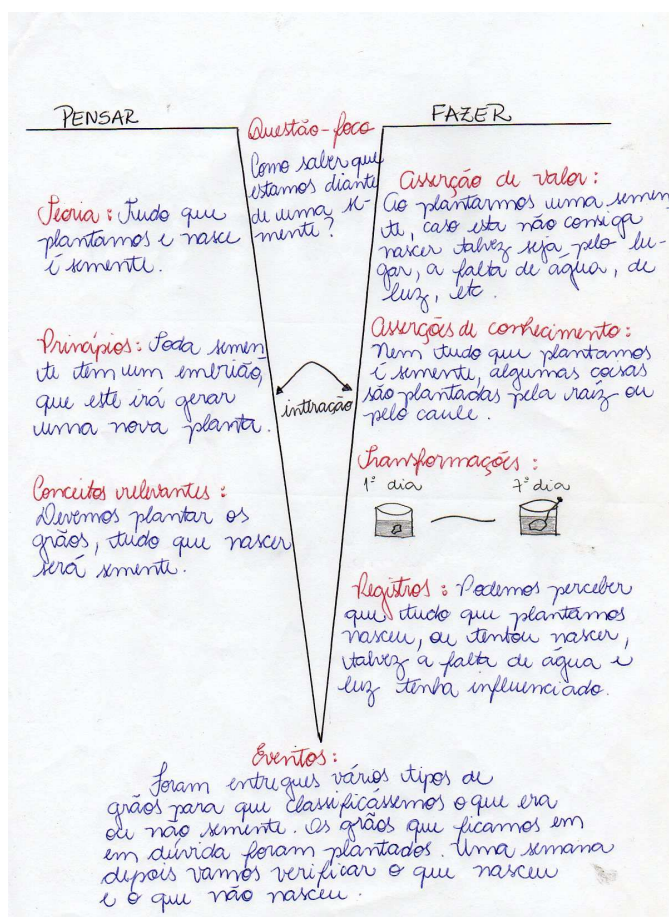 PENSAR
FAZER
Questão-foco
Como saber que
estamos diante
de uma se-
mente?
Teoria: Tudo que
plantamos e nasce
é semente.
Princípios: Toda semen
te tem um embrião,
que este irá gerar
uma nova planta.
Conceitos relevantes:
Devemos plantar os
grãos, tudo que nascer
será semente.
interação
Asserção de valor:
Ao plantarmos uma semen
te, caso esta não consiga
nascer talvez seja pelo lu-
gar, a falta de água, de
luz, etc.
Asserções de conhecimento:
Nem tudo que plantamos
é semente, algumas coisas
são plantadas pela raiz ou
pelo caule.
Transformações:
1º dia
7º dia
Registros: Podemos perceber
que tudo que plantamos
nasceu, ou tentou nascer,
talvez a falta de água e
luz tenha influenciado.
Eventos:
Foram entregues vários tipos de
grãos para que classificássemos o que era
ou não semente. Os grãos que ficamos em
em dúvida foram plantados. Uma semana
depois vamos verificar o que nasceu
e o que não nasceu.